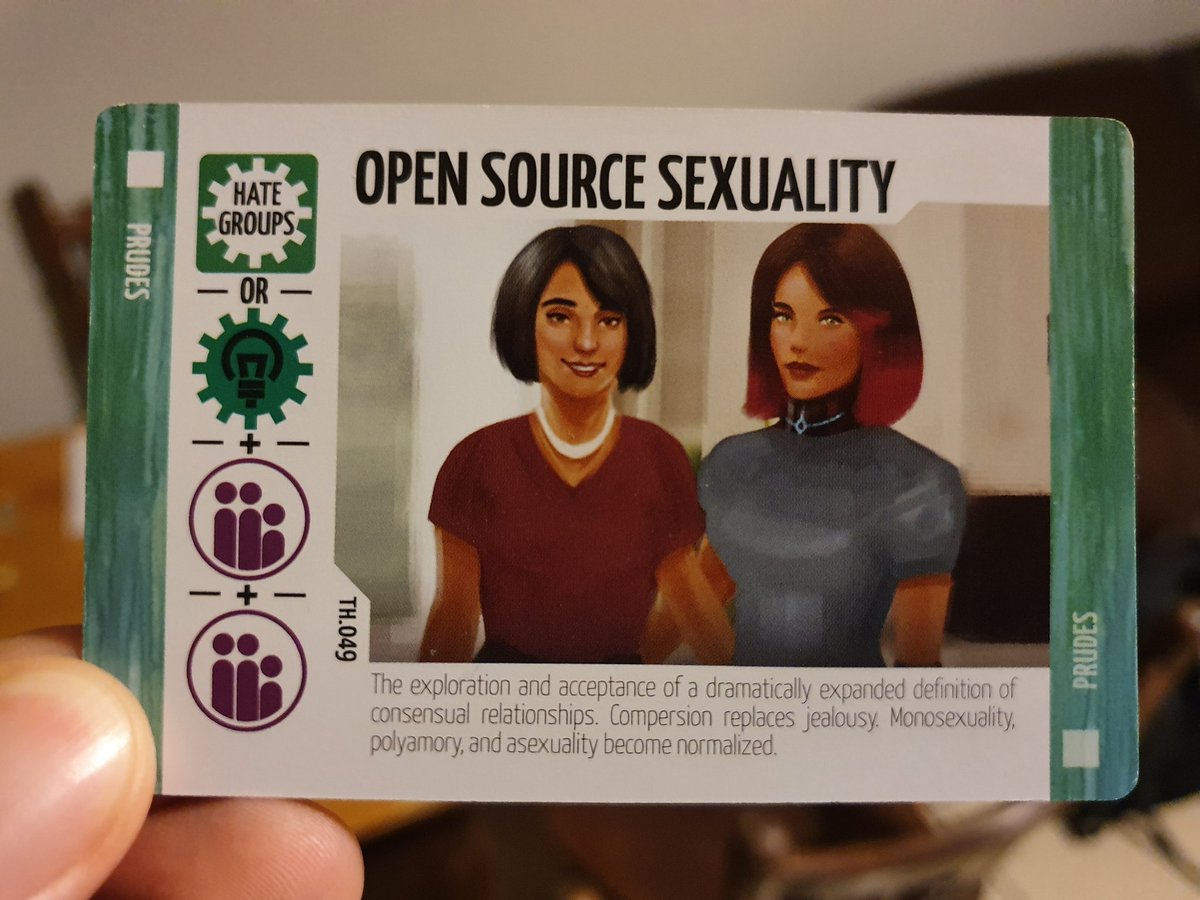 PRUDES
HATE
GROUPS
OR
+
+
OPEN SOURCE SEXUALITY
TH.049
The exploration and acceptance of a dramatically expanded definition of
consensual relationships. Compersion replaces jealousy. Monosexuality,
polyamory, and asexuality become normalized.
PRUDES